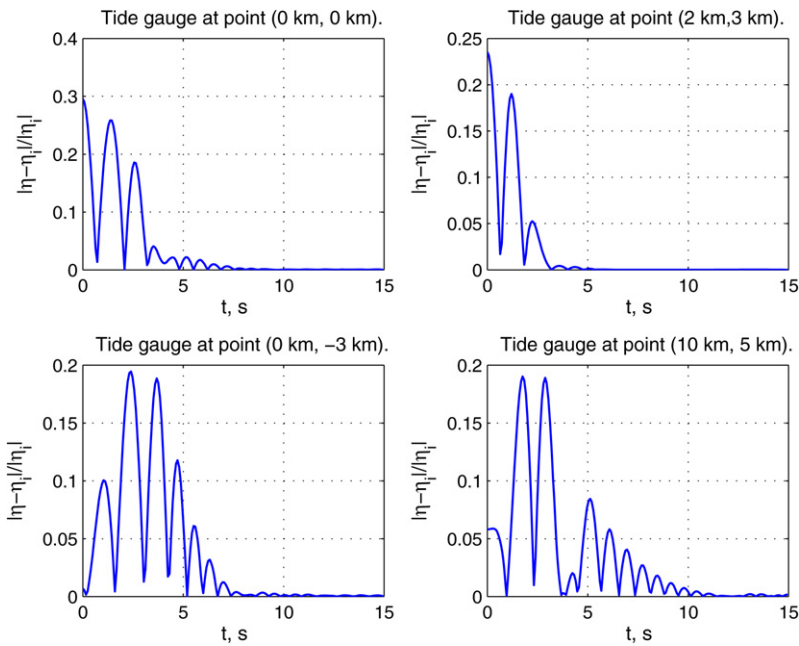 Tide gauge at point (0 km, 0 km).
|η−ηi|/|ηi|
0.4
0.3
0.2
0.1
0
0 5 10 15
t, s
Tide gauge at point (2 km,3 km).
|η−ηi|/|ηi|
0.25
0.2
0.15
0.1
0.05
0
0 5 10 15
t, s
Tide gauge at point (0 km, −3 km).
|η−ηi|/|ηi|
0.2
0.15
0.1
0.05
0
0 5 10 15
t, s
Tide gauge at point (10 km, 5 km).
|η−ηi|/|ηi|
0.2
0.15
0.1
0.05
0
0 5 10 15
t, s